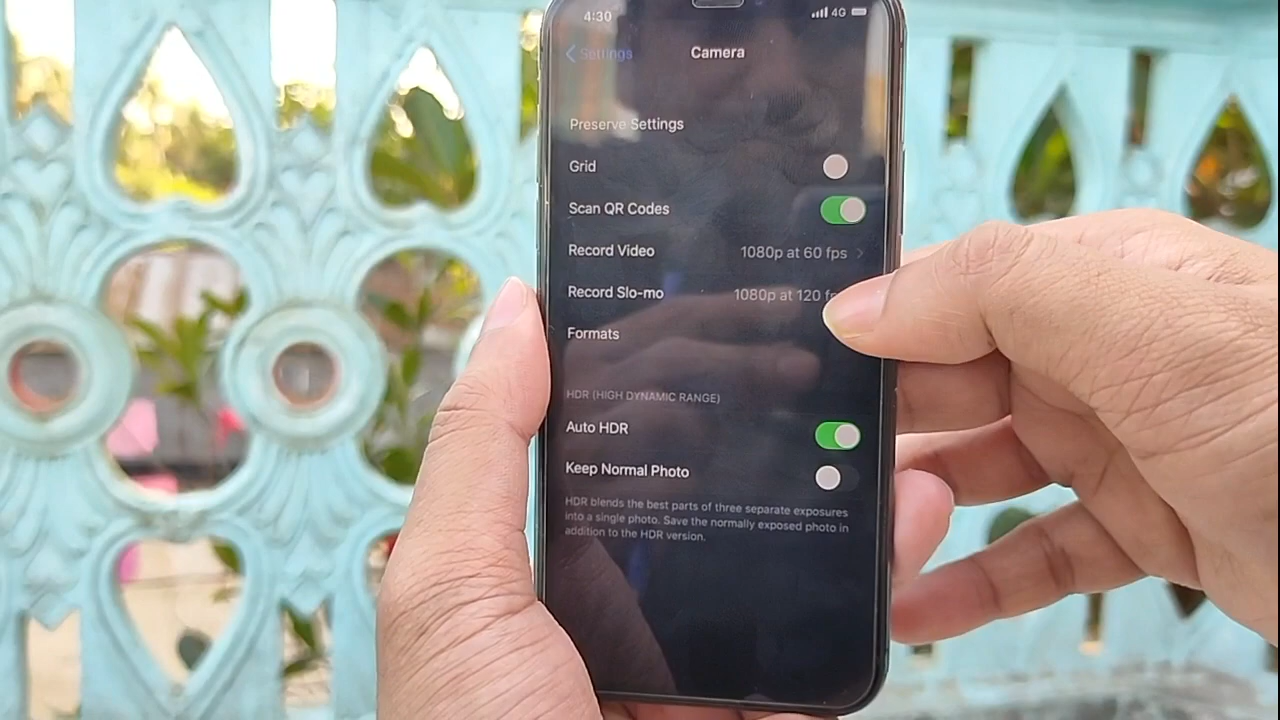 4:30 4G
Settings Camera
Preserve Settings
Grid
Scan QR Codes
Record Video 1080p at 60 fps
Record Slo-mo 1080p at 120
Formats
HDR (HIGH DYNAMIC RANGE)
Auto HDR
Keep Normal Photo
HDR blends the best parts of three separate exposures
into a single photo. Save the normally exposed photo in
addition to the HDR version.